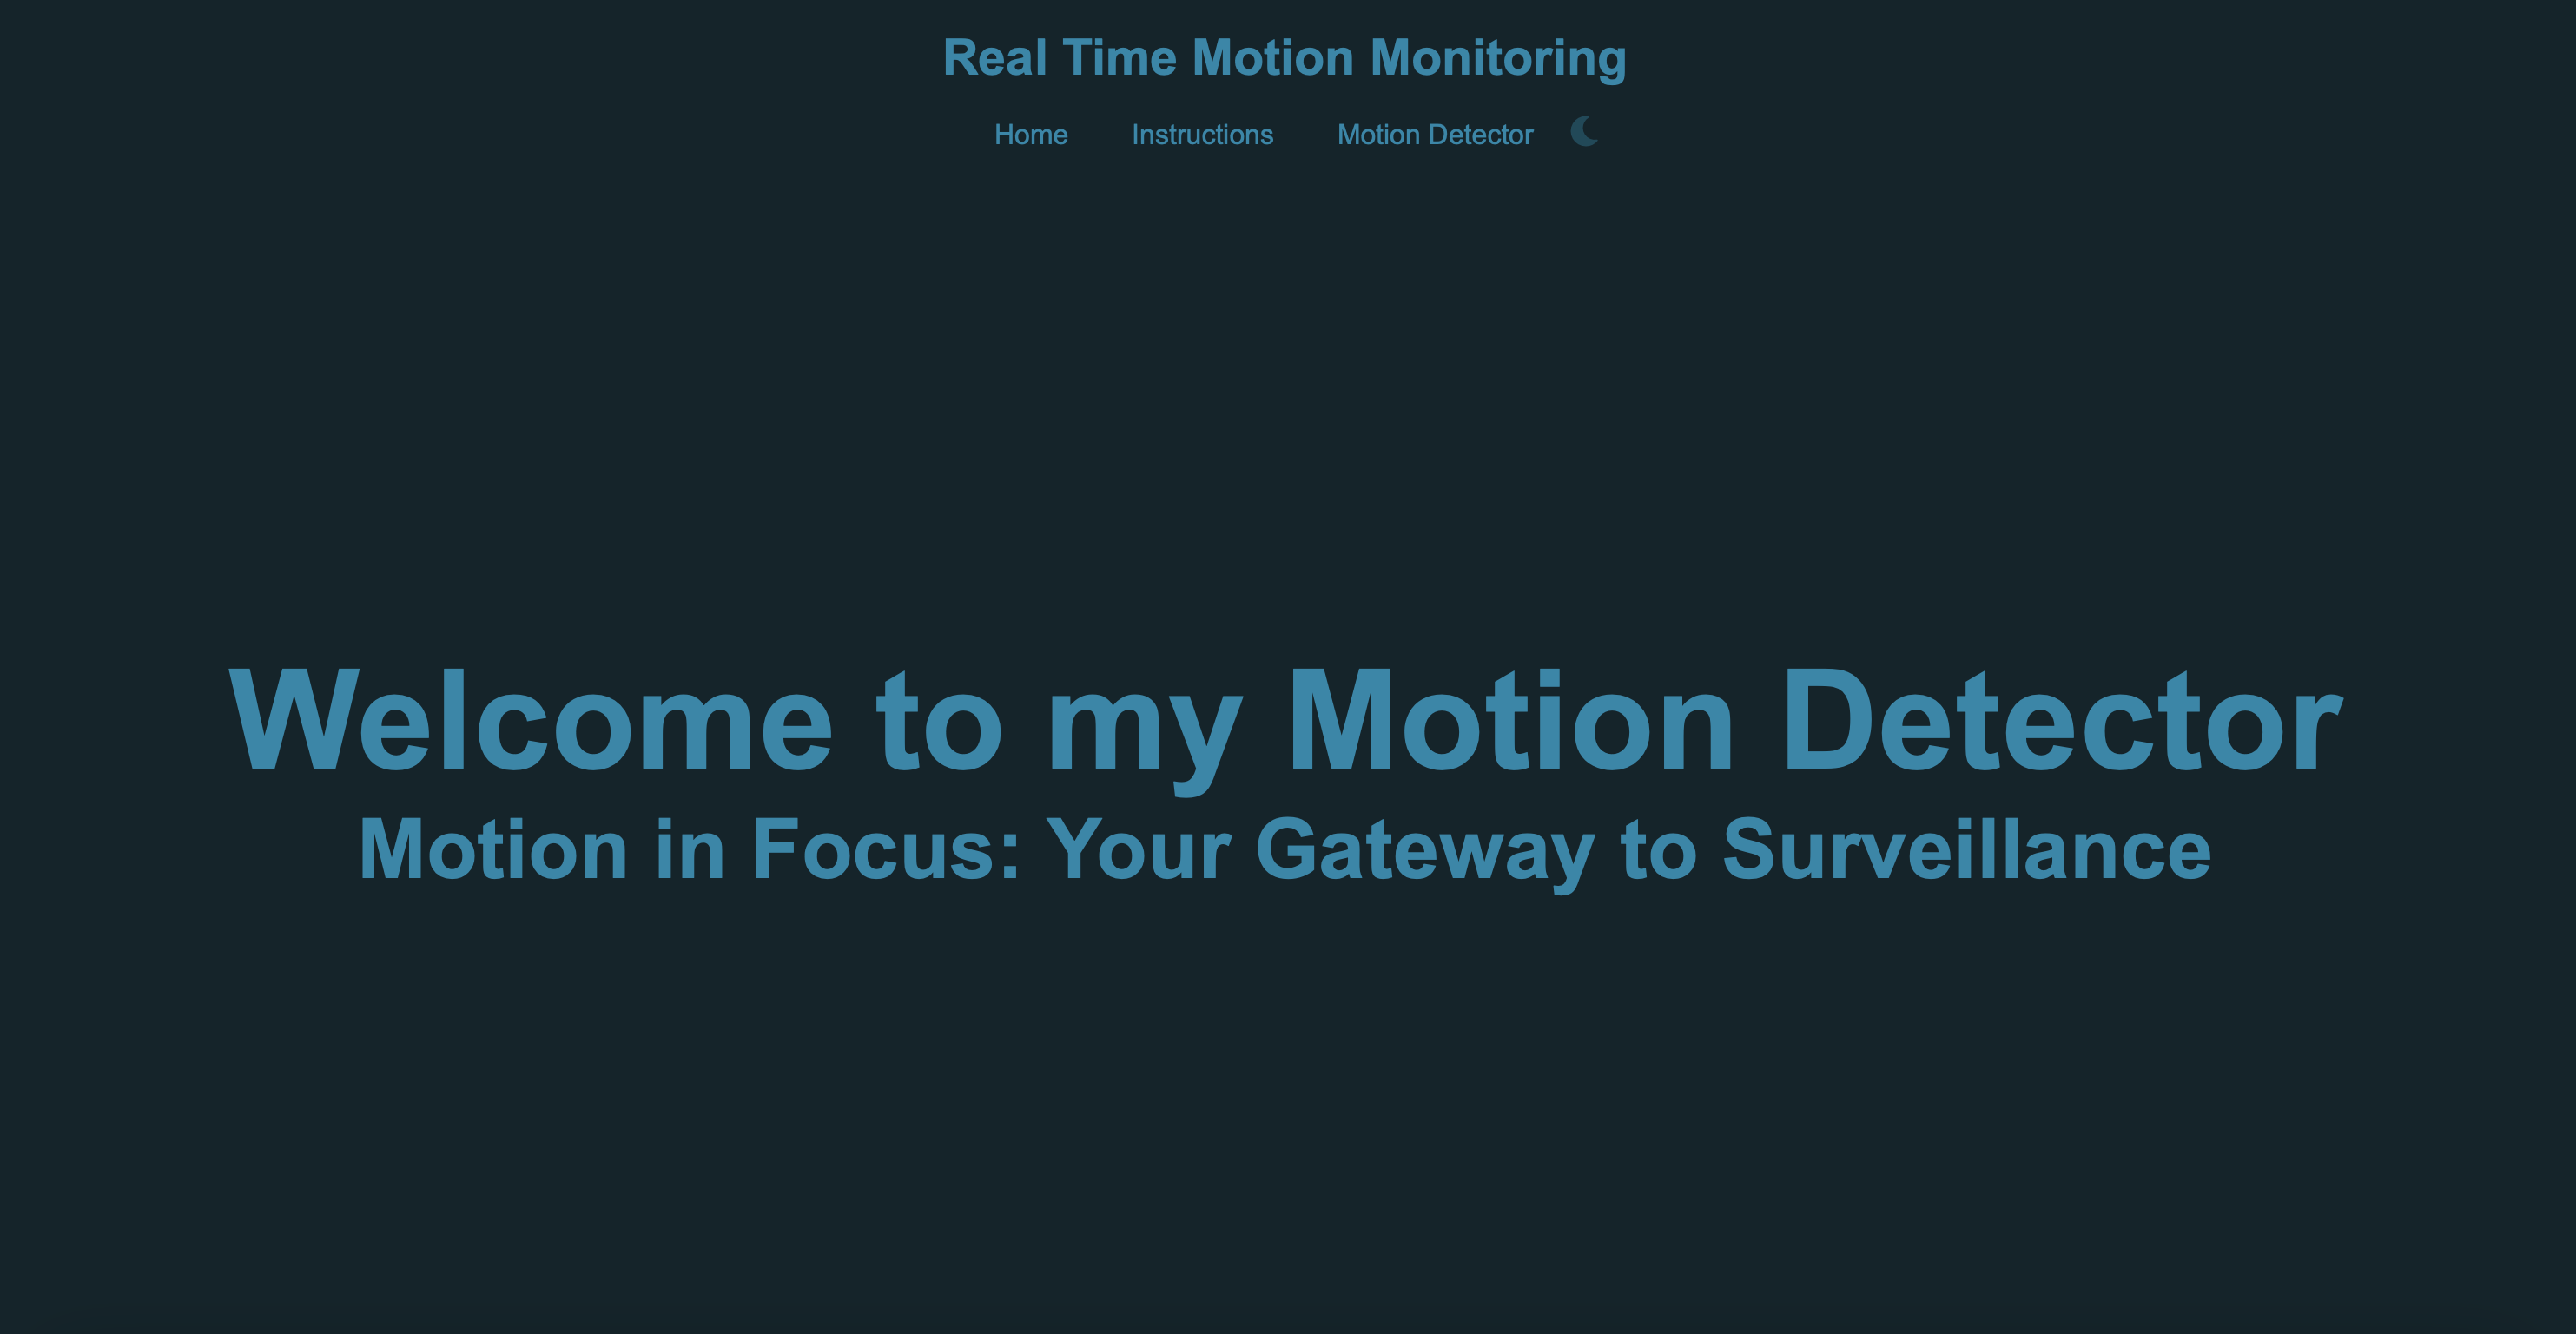 Real Time Motion Monitoring
Home Instructions Motion Detector
Welcome to my Motion Detector
Motion in Focus: Your Gateway to Surveillance